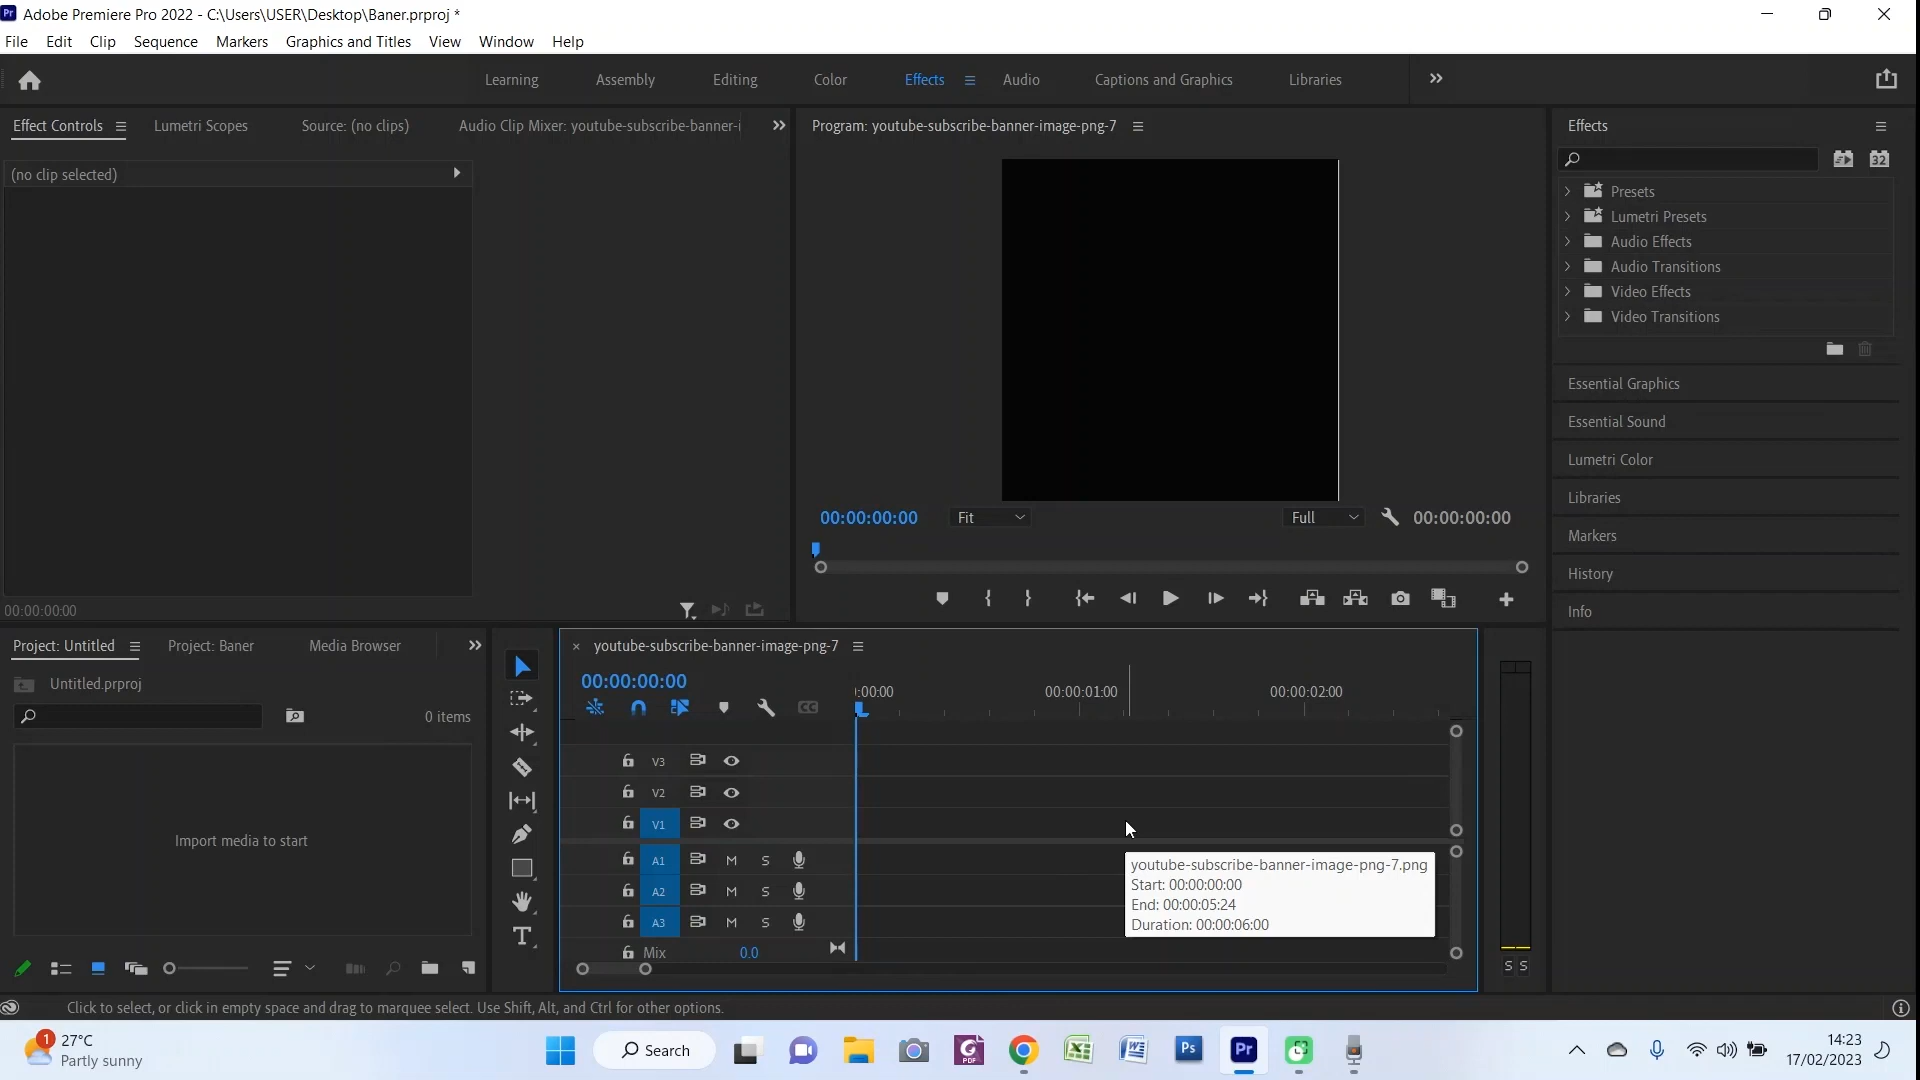 Pr Adobe Premiere Pro 2022 - C:\Users\USER\Desktop\Baner.prproj *
File Edit Clip Sequence Markers Graphics and Titles View Window Help
Learning Assembly Editing Color Effects Audio Captions and Graphics Libraries
Effect Controls Lumetri Scopes Source: (no clips) Audio Clip Mixer: youtube-subscribe-banner-i
Program: youtube-subscribe-banner-image-png-7
Effects
(no clip selected)
32
Presets
Lumetri Presets
Audio Effects
Audio Transitions
Video Effects
Video Transitions
Essential Graphics
Essential Sound
Lumetri Color
Libraries
Markers
History
Info
00:00:00:00 Fit Full 00:00:00:00
00:00:00:00
Project: Untitled Project: Baner Media Browser
Untitled.prproj
0 items
Import media to start
youtube-subscribe-banner-image-png-7
00:00:00:00
:00:00 00:00:01:00 00:00:02:00
CC
V3
V2
V1
A1 M S
A2 M S
A3 M S
Mix 0.0
youtube-subscribe-banner-image-png-7.png
Start: 00:00:00:00
End: 00:00:05:24
Duration: 00:00:06:00
S S
Click to select, or click in empty space and drag to marquee select. Use Shift, Alt, and Ctrl for other options.
1
27°C
Partly sunny
Search
PDF
Ps
Pr
14:23
17/02/2023